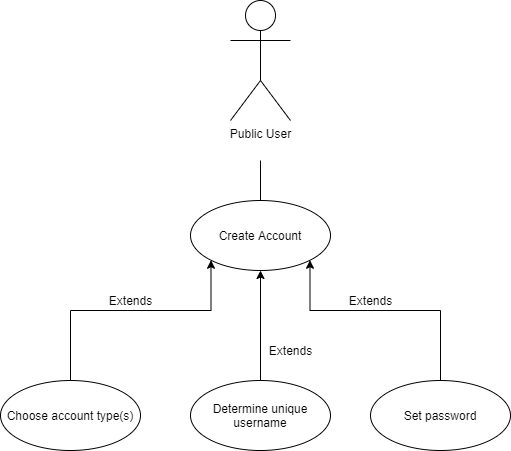 Public User
Create Account
Extends
Extends
Extends
Choose account type(s)
Determine unique
username
Set password